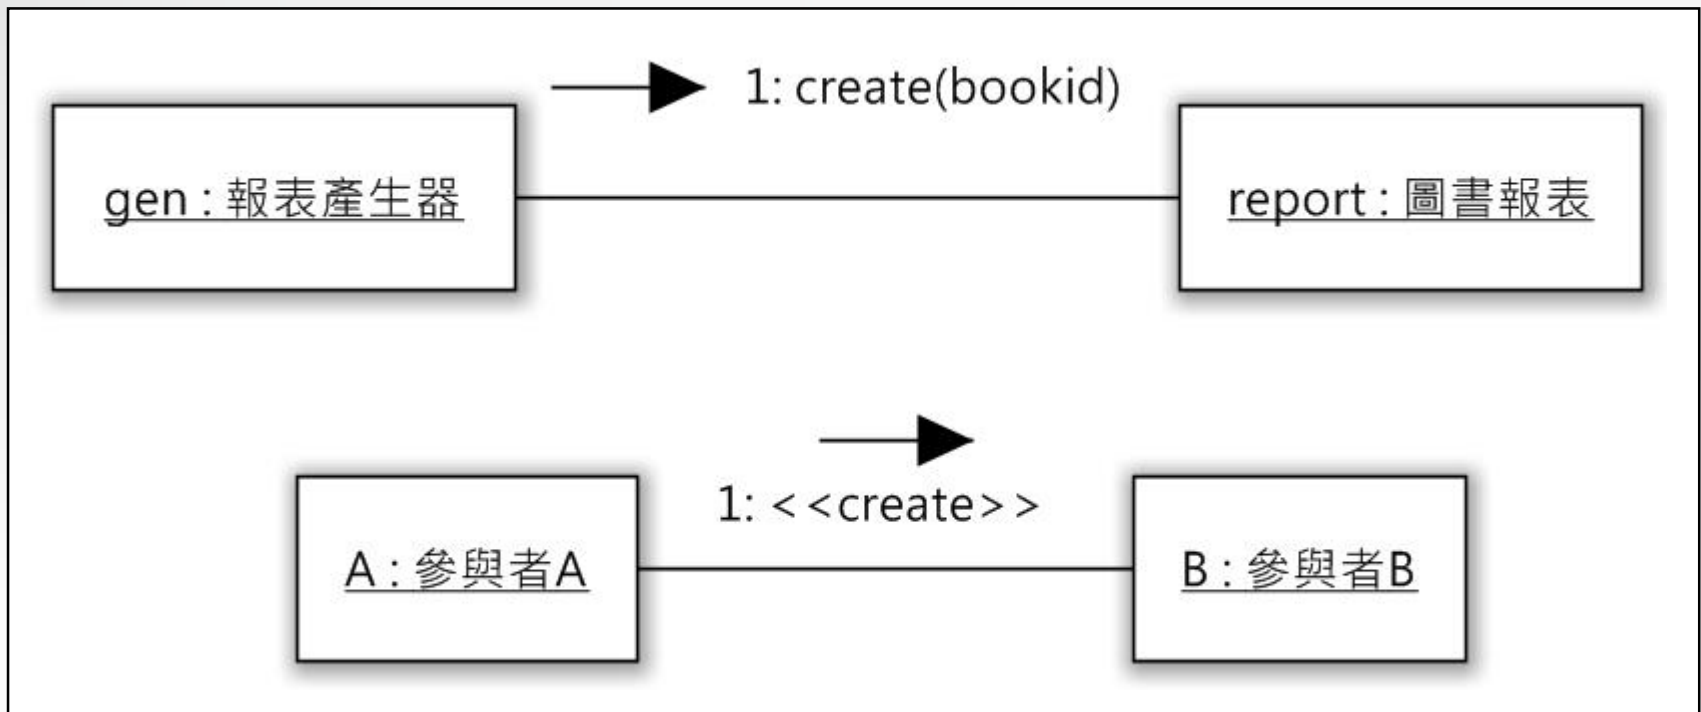 1: create(bookid)
gen : 報表產生器
report : 圖書報表
1: <<create>>
A : 參與者A
B : 參與者B